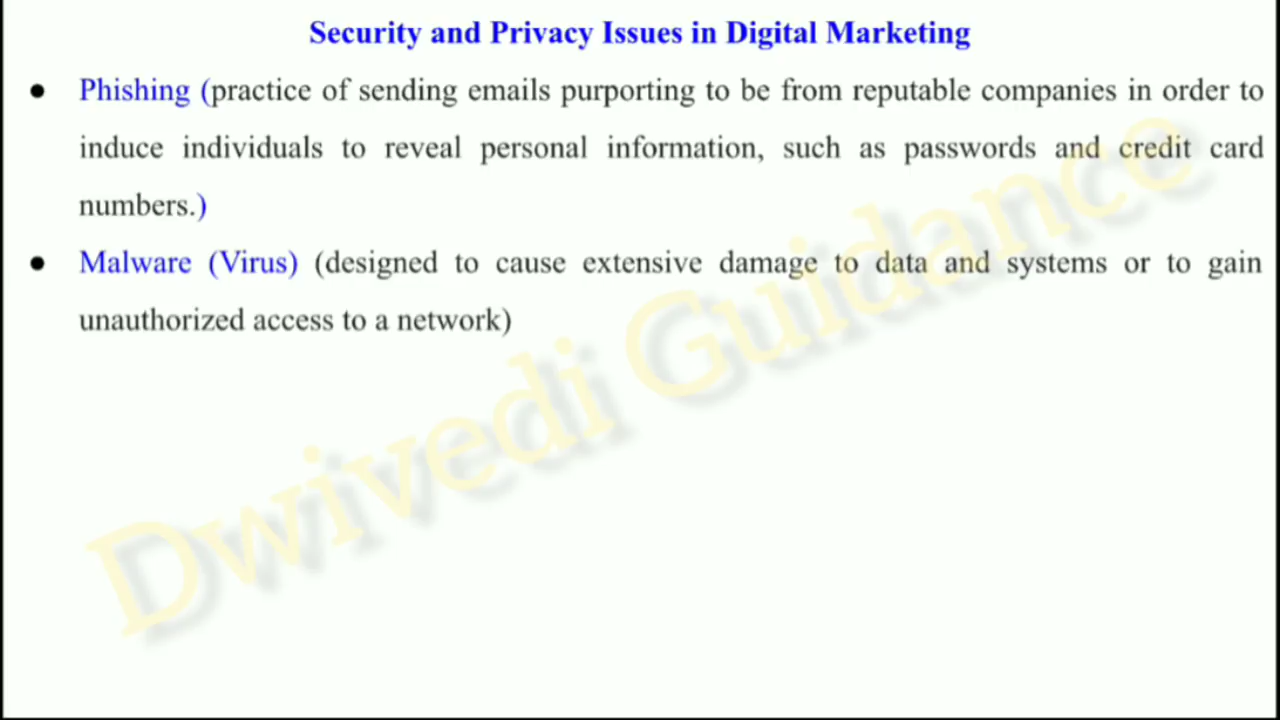 Security and Privacy Issues in Digital Marketing
● Phishing (practice of sending emails purporting to be from reputable companies in order to
induce individuals to reveal personal information, such as passwords and credit card
numbers.)
● Malware (Virus) (designed to cause extensive damage to data and systems or to gain
unauthorized access to a network)
Dwivedi Guidance